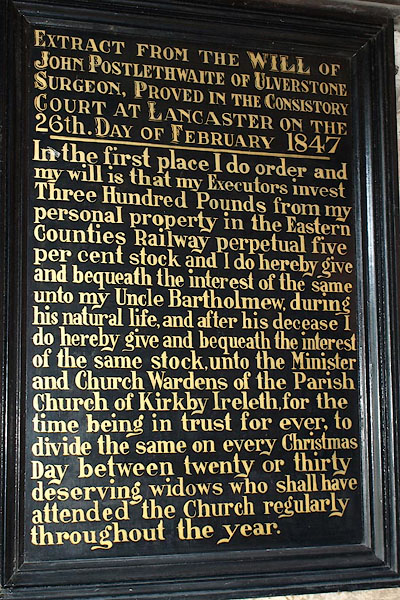 EXTRACT FROM THE WILL OF
JOHN POSTLETHWAITE OF ULVERSTONE
SURGEON, PROVED IN THE CONSISTORY
COURT AT LANCASTER ON THE
26th. DAY OF FEBRUARY 1847
In the first place I do order and
my will is that my Executors invest
Three Hundred Pounds from my
personal property in the Eastern
Counties Railway perpetual five
per cent stock and I do hereby give
and bequeath the interest of the same
unto my Uncle Bartholmew, during
his natural life, and after his decease I
do hereby give and bequeath the interest
of the same stock, unto the Minister
and Church Wardens of the Parish
Church of Kirkby Ireleth, for the
time being in trust for ever, to
divide the same on every Christmas
Day between twenty or thirty
deserving widows who shall have
attended the Church regularly
throughout the year.